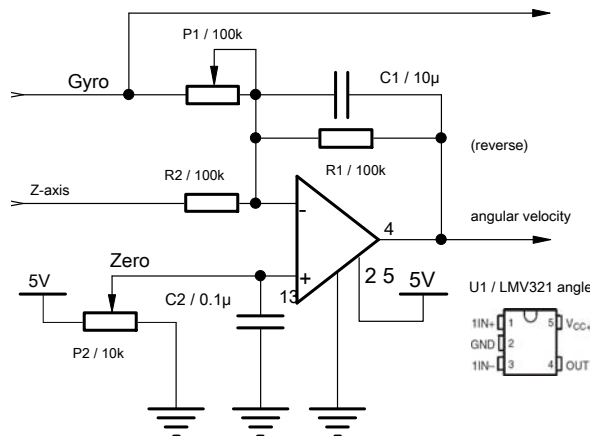 P1 / 100k
Gyro
C1 / 10µ
R1 / 100k
(reverse)
R2 / 100k
Z-axis
-
4
angular velocity
Zero
+
13
2 5
5V
5V
C2 / 0.1µ
P2 / 10k
U1 / LMV321 angle
1IN+ 1 5 VCC+
GND 2
1IN− 3 4 OUT